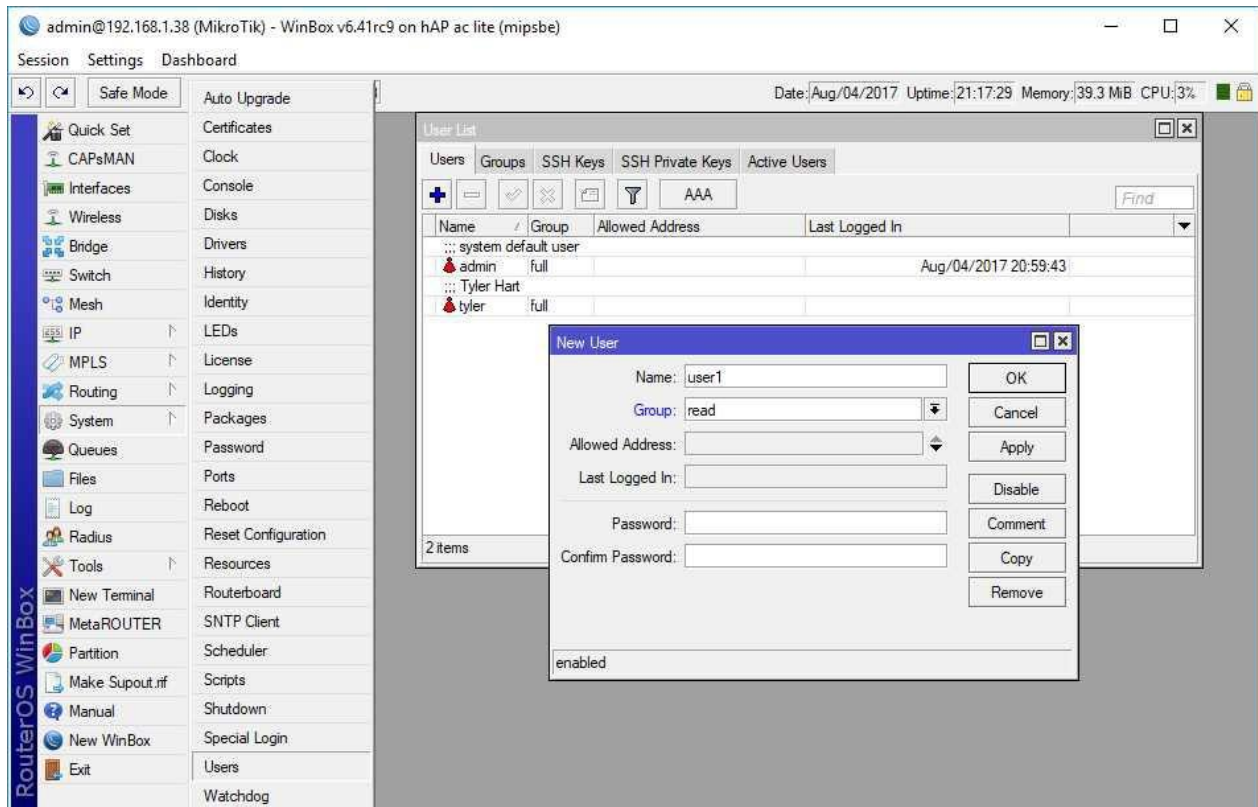 admin@192.168.1.38 (MikroTik) - WinBox v6.41rc9 on hAP ac lite (mipsbe)
Session Settings Dashboard
Safe Mode
Date: Aug/04/2017 Uptime: 21:17:29 Memory: 39.3 MiB CPU: 3%
RouterOS WinBox
Quick Set
CAPsMAN
Interfaces
Wireless
Bridge
Switch
Mesh
IP
MPLS
Routing
System
Queues
Files
Log
Radius
Tools
New Terminal
MetaROUTER
Partition
Make Supout.rif
Manual
New WinBox
Exit
Auto Upgrade
Certificates
Clock
Console
Disks
Drivers
History
Identity
LEDs
License
Logging
Packages
Password
Ports
Reboot
Reset Configuration
Resources
Routerboard
SNTP Client
Scheduler
Scripts
Shutdown
Special Login
Users
Watchdog
User List
Users Groups SSH Keys SSH Private Keys Active Users
AAA Find
Name / Group Allowed Address Last Logged In
;;; system default user
admin full Aug/04/2017 20:59:43
;;; Tyler Hart
tyler full
2 items
New User
Name: user1
Group: read
Allowed Address:
Last Logged In:
Password:
Confirm Password:
OK
Cancel
Apply
Disable
Comment
Copy
Remove
enabled